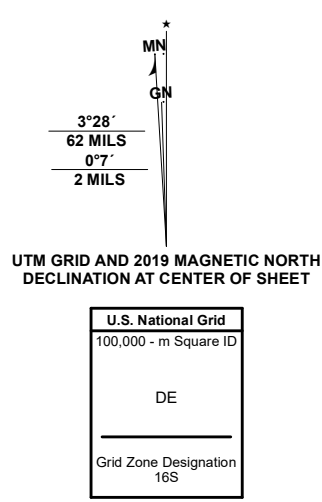 MN
GN
3°28´
62 MILS
0°7´
2 MILS
UTM GRID AND 2019 MAGNETIC NORTH
DECLINATION AT CENTER OF SHEET
U.S. National Grid
100,000 - m Square ID
DE
Grid Zone Designation
16S